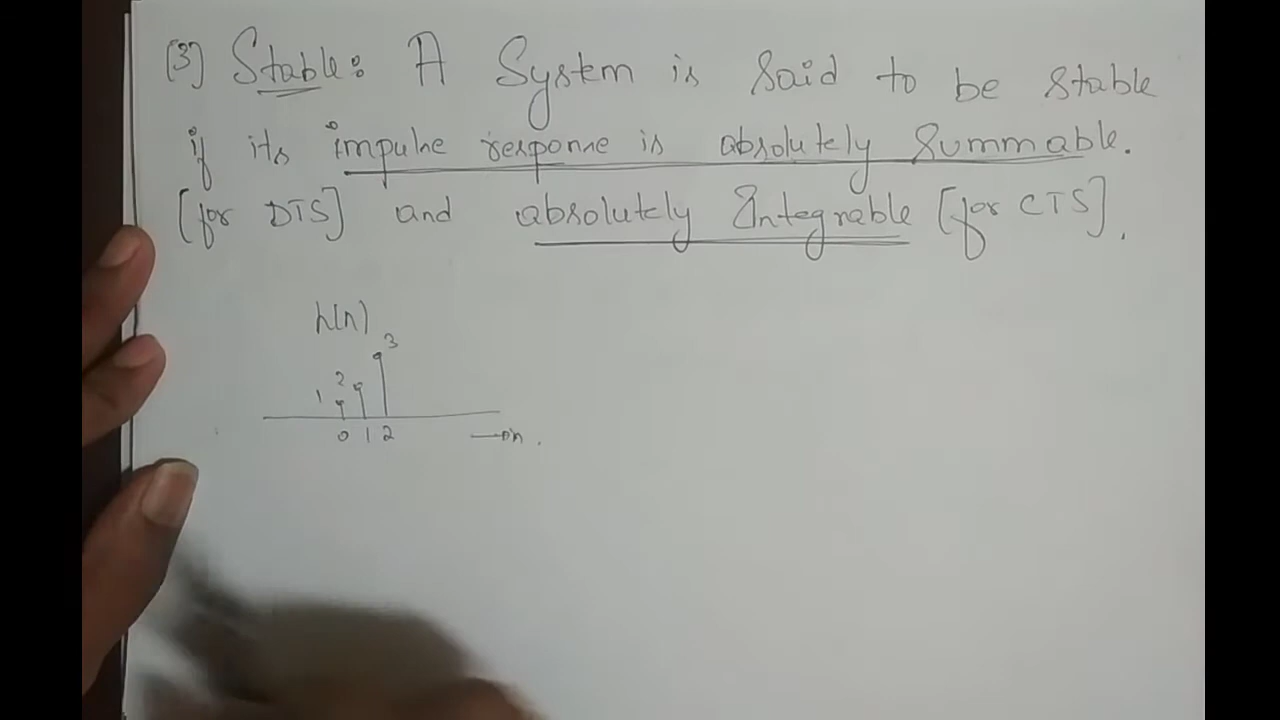 (3) Stable: A System is said to be stable
if its impulse response is absolutely Summable.
[for DTS] and absolutely Integrable [for CTS].
h(n)
3
2
1
0 1 2 →n.